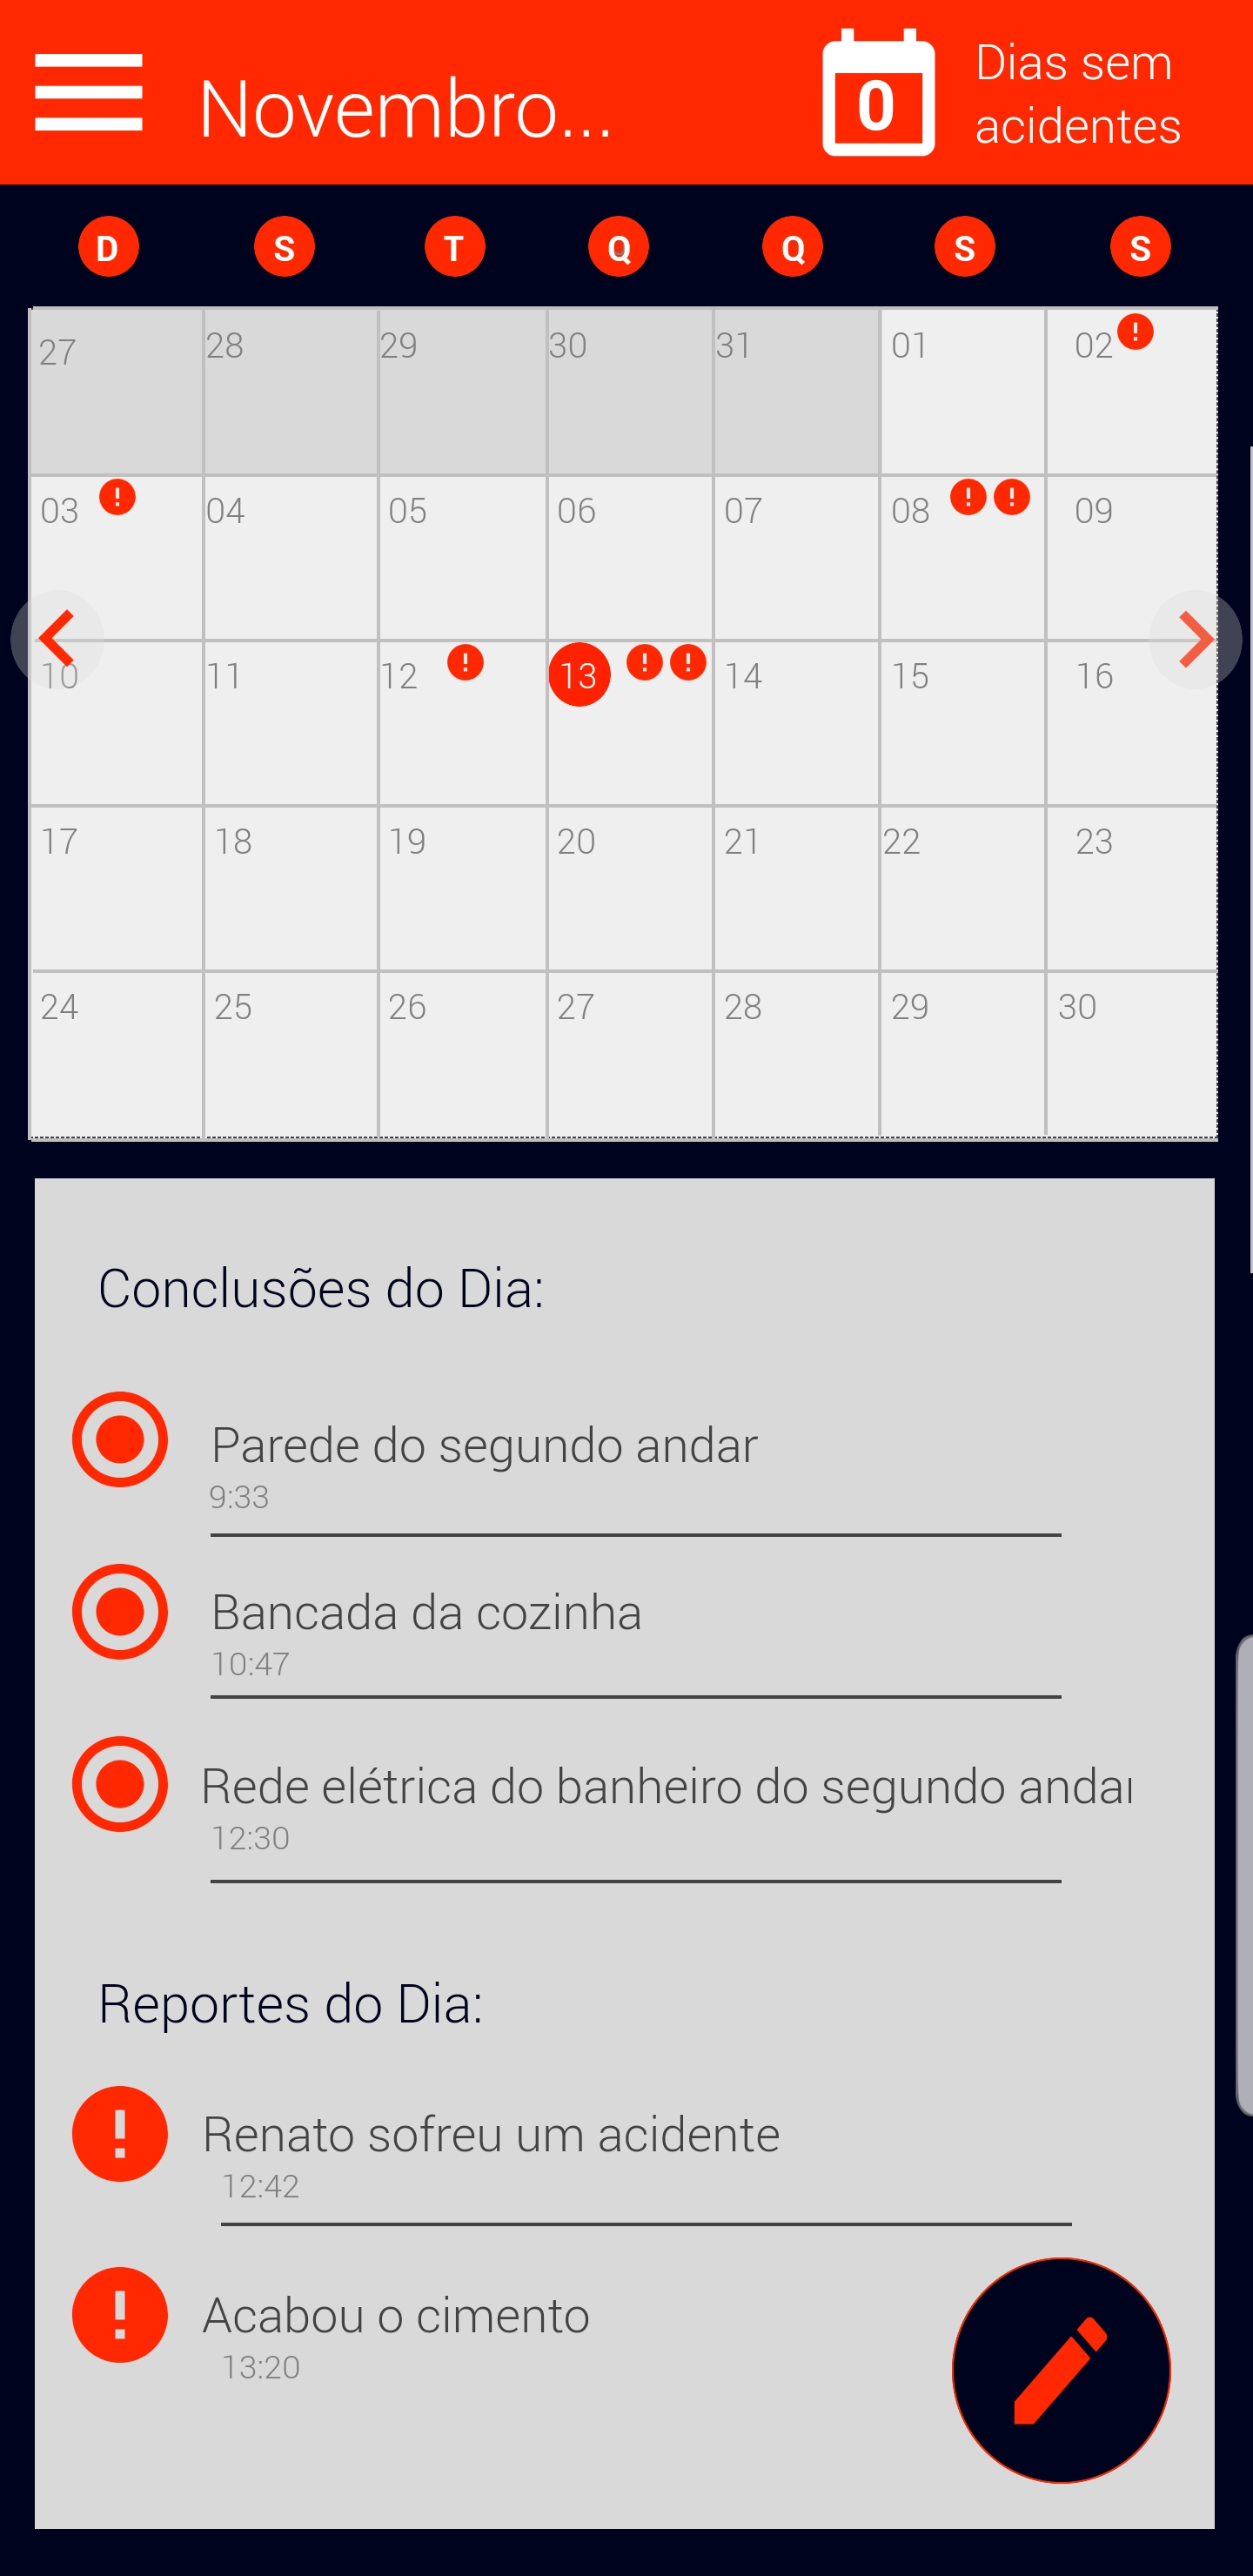 Novembro...
0
Dias sem
acidentes
D S T Q Q S S
27 28 29 30 31 01 02 !
03 ! 04 05 06 07 08 ! ! 09
10 11 12 ! 13 ! ! 14 15 16
17 18 19 20 21 22 23
24 25 26 27 28 29 30
Conclusões do Dia:
Parede do segundo andar
9:33
Bancada da cozinha
10:47
Rede elétrica do banheiro do segundo andar
12:30
Reportes do Dia:
! Renato sofreu um acidente
12:42
! Acabou o cimento
13:20